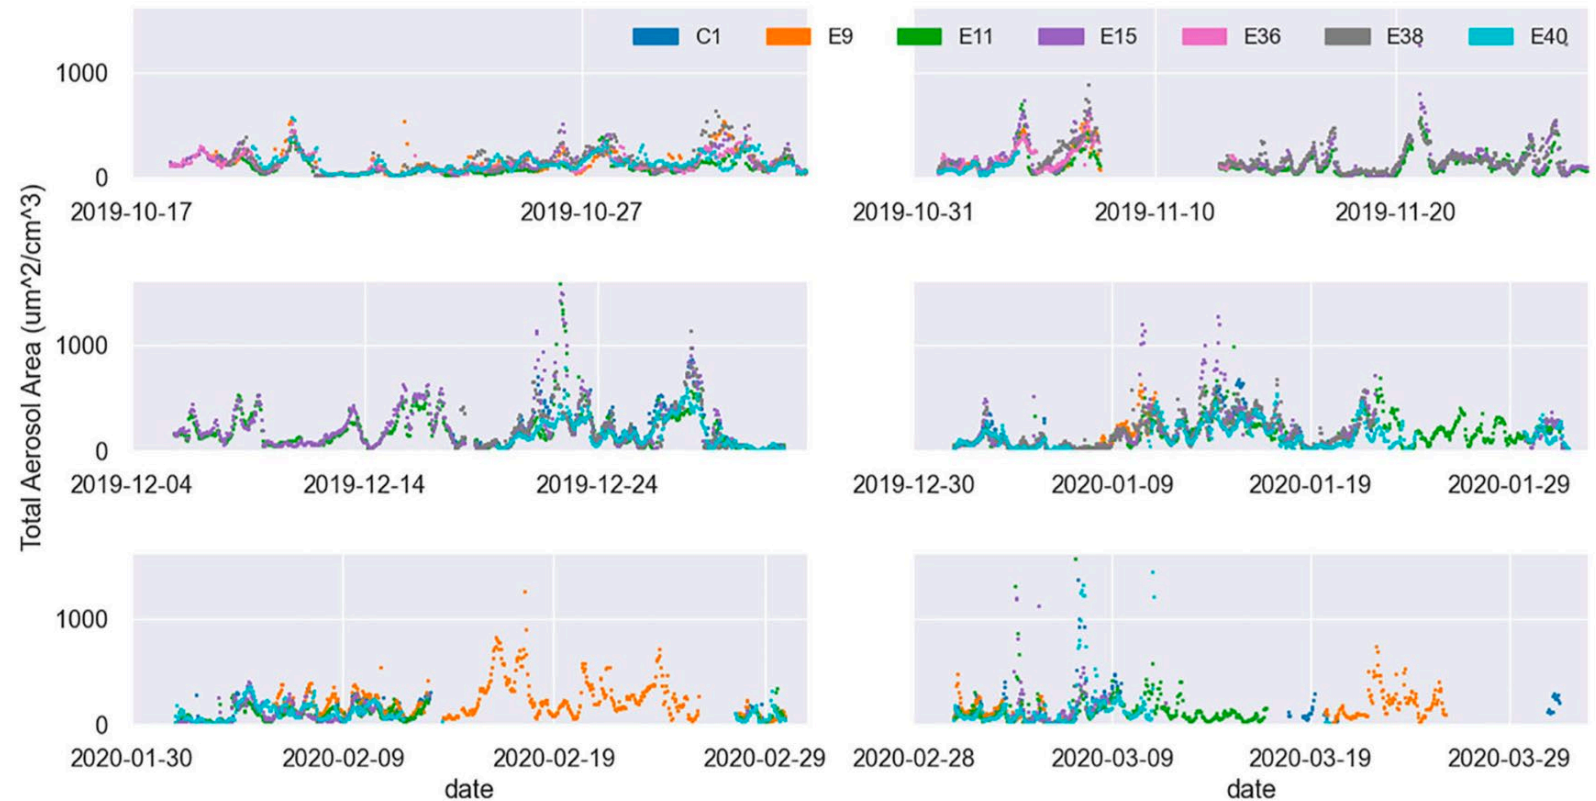 C1 E9 E11 E15 E36 E38 E40
Total Aerosol Area (um^2/cm^3)
1000
0
2019-10-17 2019-10-27 2019-10-31 2019-11-10 2019-11-20
1000
0
2019-12-04 2019-12-14 2019-12-24 2019-12-30 2020-01-09 2020-01-19 2020-01-29
1000
0
2020-01-30 2020-02-09 2020-02-19 2020-02-29 2020-02-28 2020-03-09 2020-03-19 2020-03-29
date date